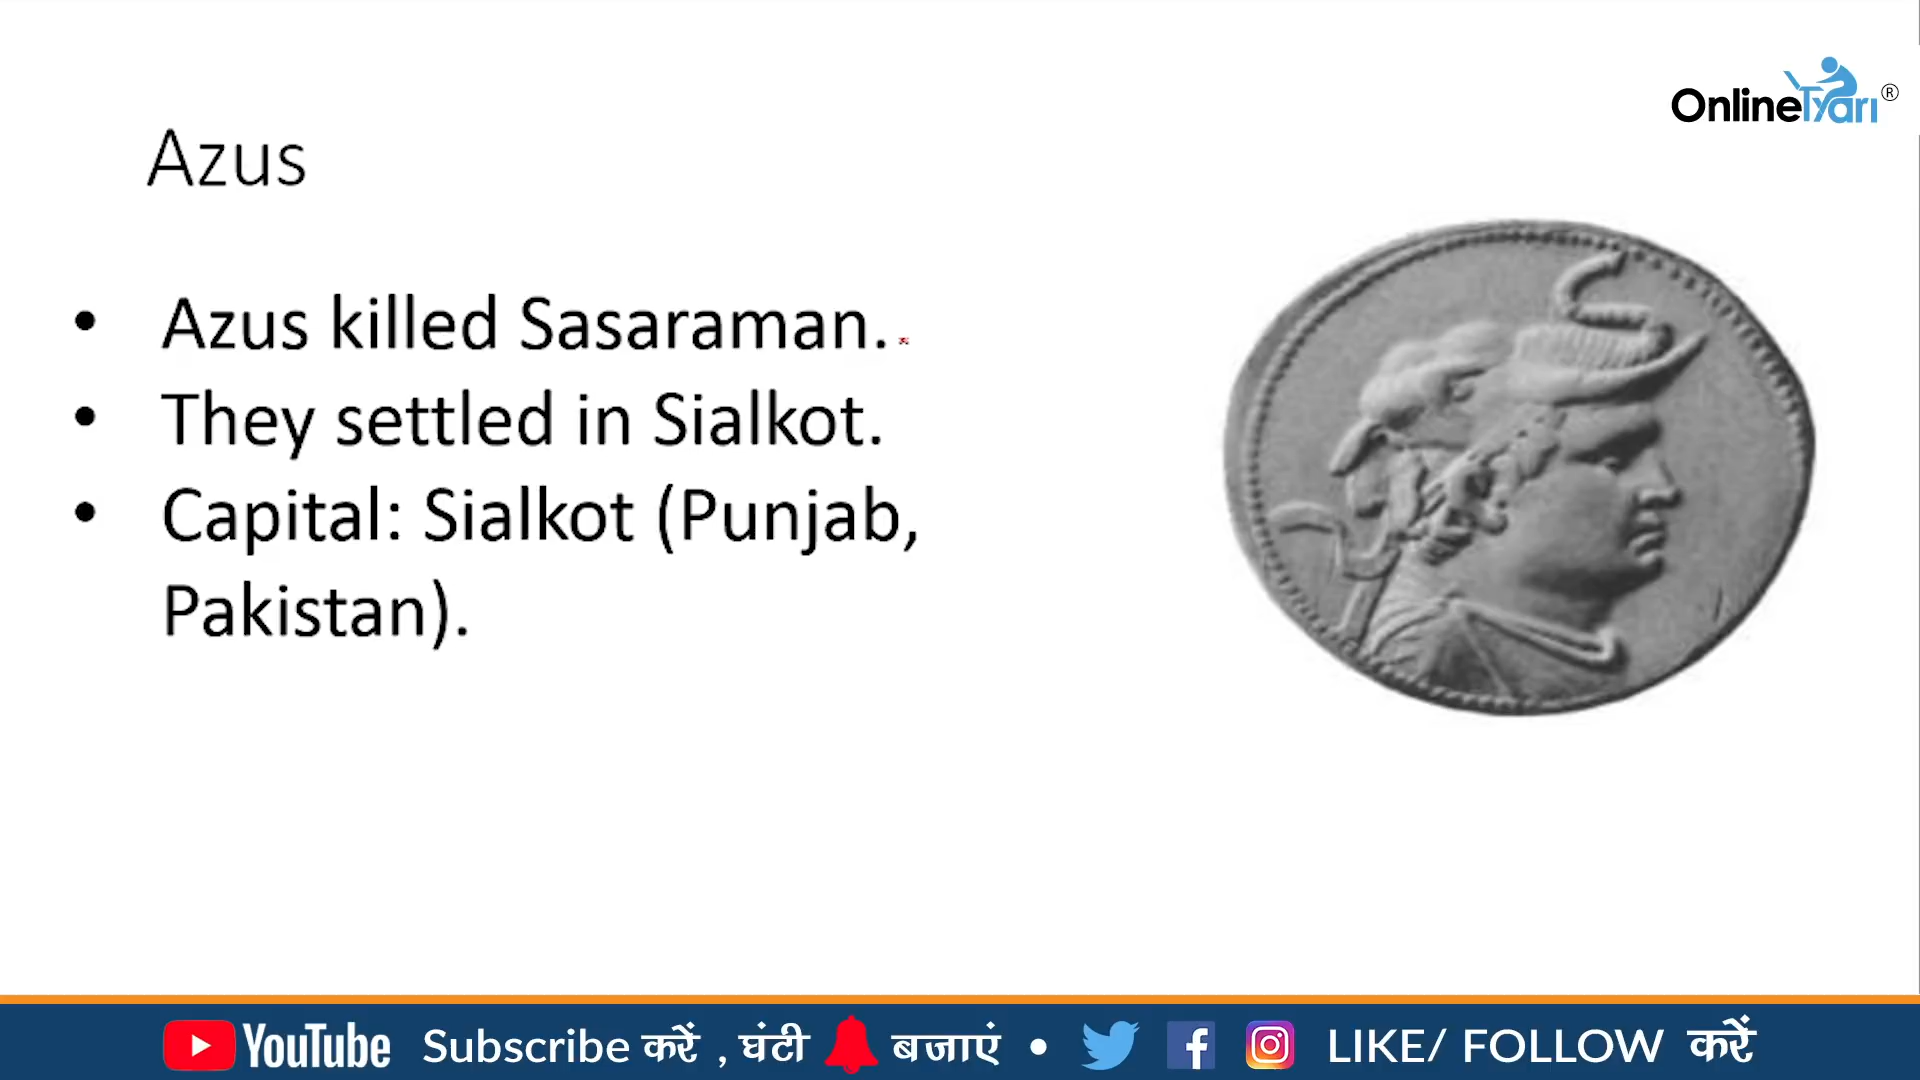 OnlineTyari®
Azus
• Azus killed Sasaraman.
• They settled in Sialkot.
• Capital: Sialkot (Punjab,
Pakistan).
YouTube Subscribe करें , घंटी बजाएं • LIKE/ FOLLOW करें